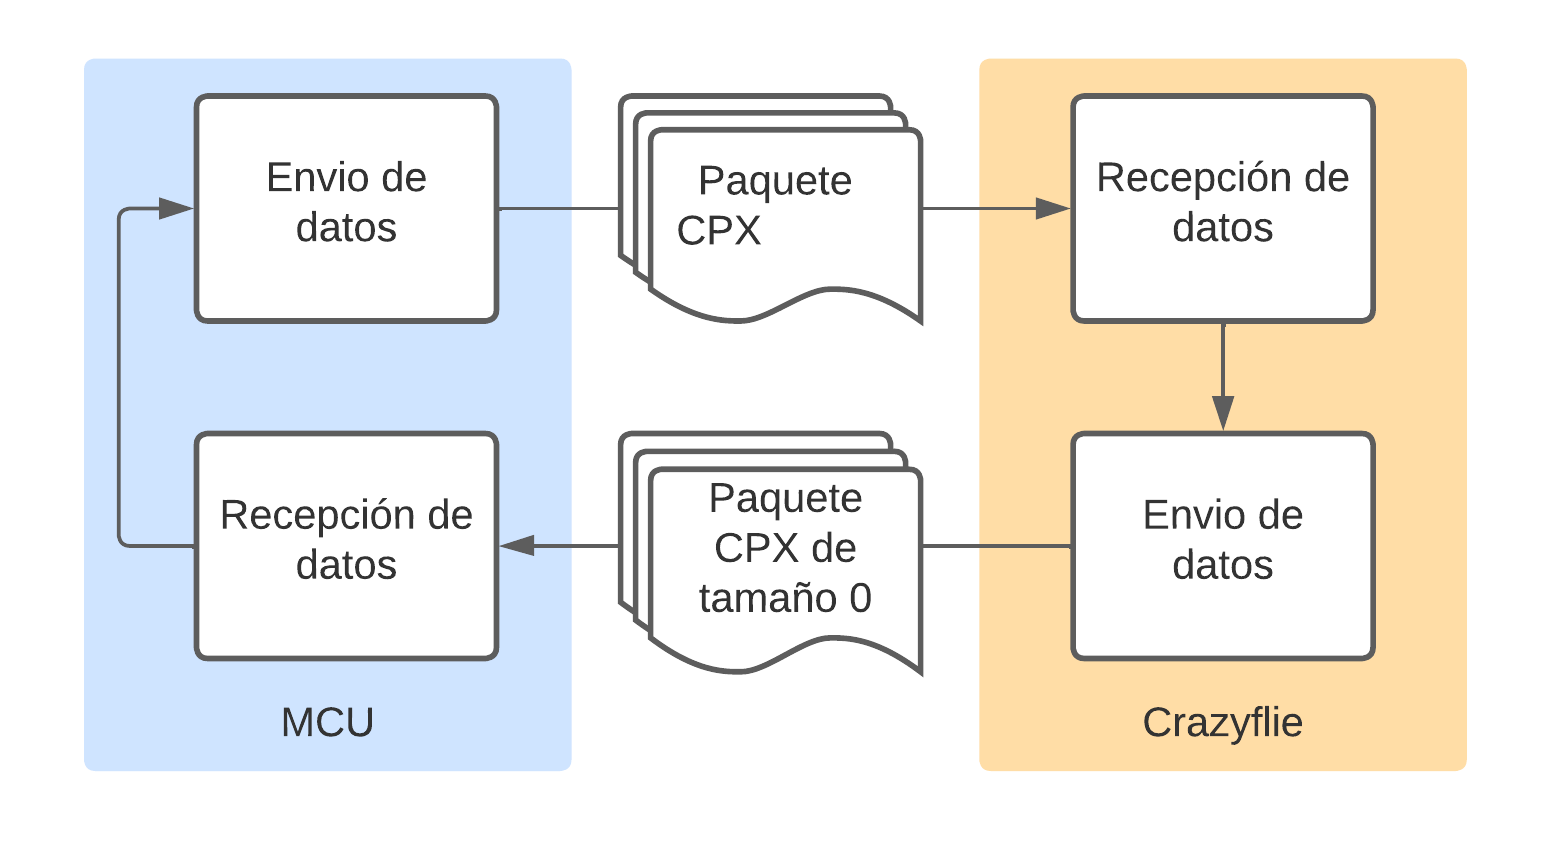 Envio de
datos
Paquete
CPX
Recepción de
datos
Recepción de
datos
Paquete
CPX de
tamaño 0
Envio de
datos
MCU
Crazyflie